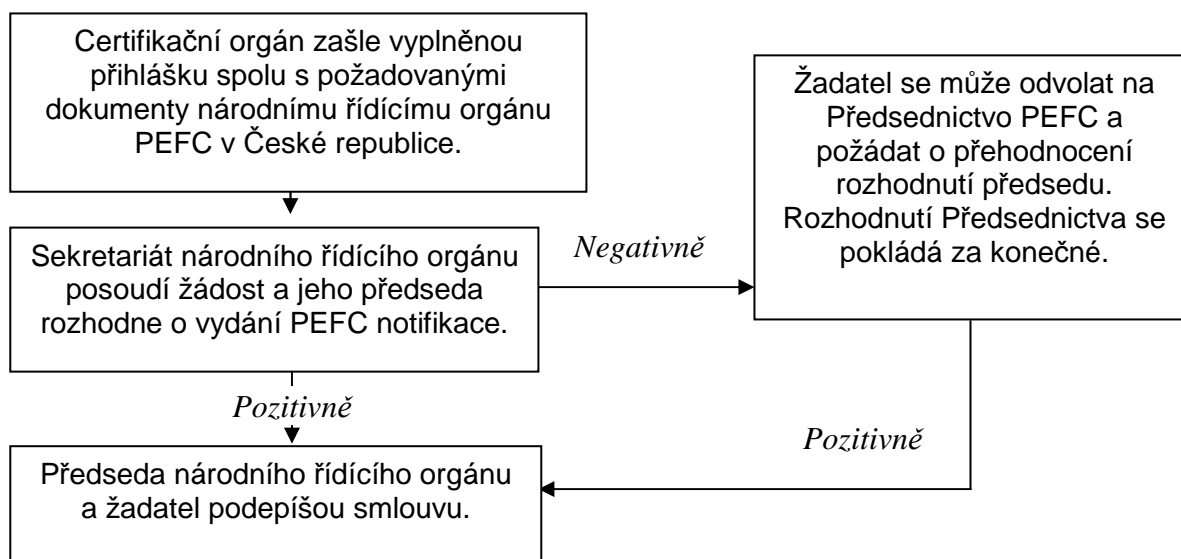 Certifikační orgán zašle vyplněnou
přihlášku spolu s požadovanými
dokumenty národnímu řídícímu orgánu
PEFC v České republice.
Žadatel se může odvolat na
Předsednictvo PEFC a
požádat o přehodnocení
rozhodnutí předsedu.
Rozhodnutí Předsednictva se
pokládá za konečné.
Negativně
Sekretariát národního řídícího orgánu
posoudí žádost a jeho předseda
rozhodne o vydání PEFC notifikace.
Pozitivně
Pozitivně
Předseda národního řídícího orgánu
a žadatel podepíšou smlouvu.